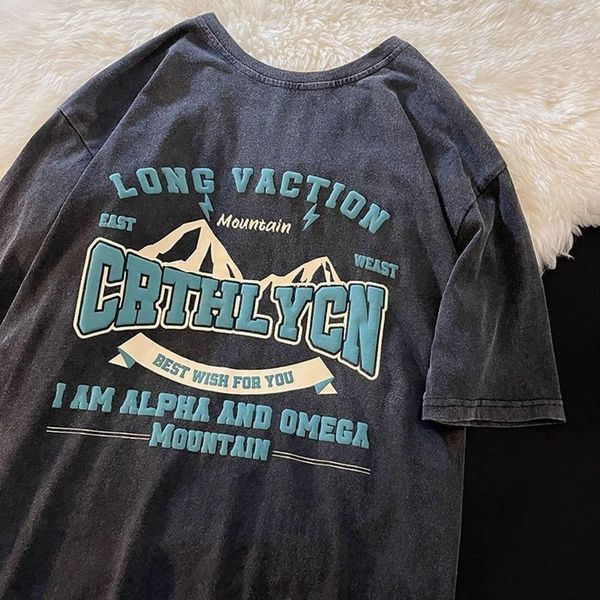 LONG VACTION
EAST Mountain WEAST
CRTHLYCN
BEST WISH FOR YOU
I AM ALPHA AND OMEGA
MOUNTAIN